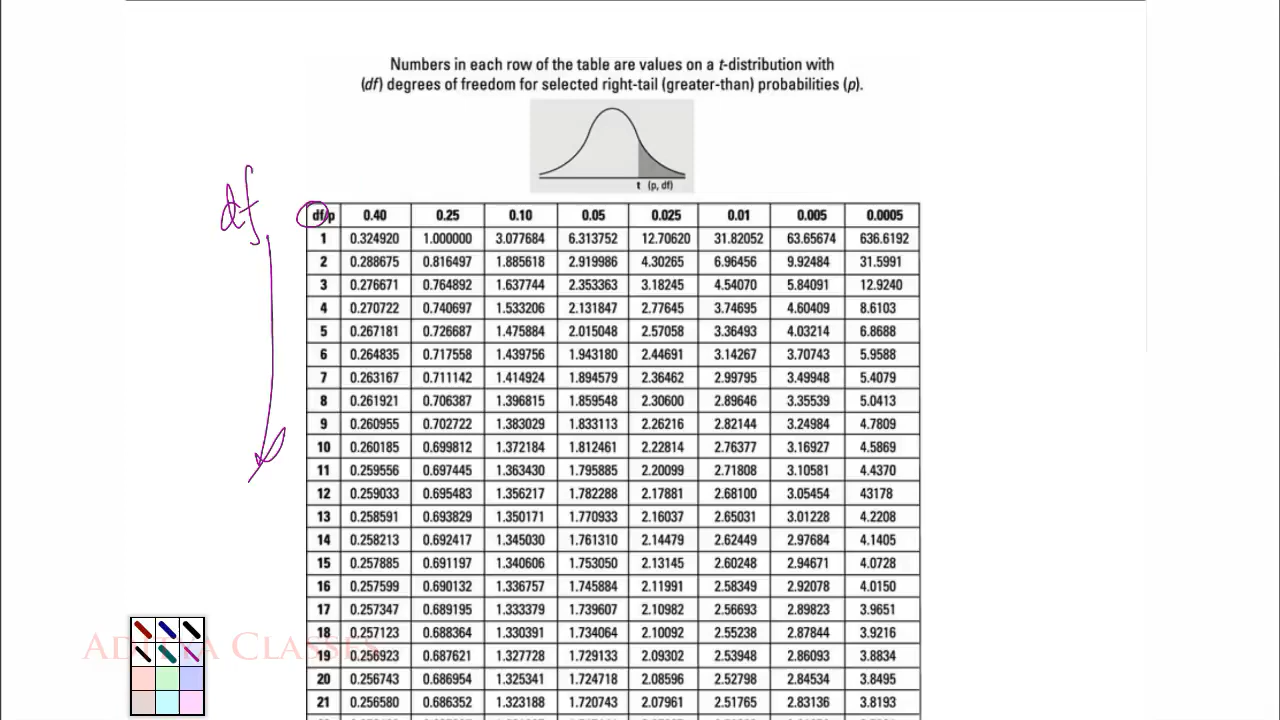 Numbers in each row of the table are values on a t-distribution with
(df) degrees of freedom for selected right-tail (greater-than) probabilities (p).
t (p, df)
df
df/p 0.40 0.25 0.10 0.05 0.025 0.01 0.005 0.0005
1 0.324920 1.000000 3.077684 6.313752 12.70620 31.82052 63.65674 636.6192
2 0.288675 0.816497 1.885618 2.919986 4.30265 6.96456 9.92484 31.5991
3 0.276671 0.764892 1.637744 2.353363 3.18245 4.54070 5.84091 12.9240
4 0.270722 0.740697 1.533206 2.131847 2.77645 3.74695 4.60409 8.6103
5 0.267181 0.726687 1.475884 2.015048 2.57058 3.36493 4.03214 6.8688
6 0.264835 0.717558 1.439756 1.943180 2.44691 3.14267 3.70743 5.9588
7 0.263167 0.711142 1.414924 1.894579 2.36462 2.99795 3.49948 5.4079
8 0.261921 0.706387 1.396815 1.859548 2.30600 2.89646 3.35539 5.0413
9 0.260955 0.702722 1.383029 1.833113 2.26216 2.82144 3.24984 4.7809
10 0.260185 0.699812 1.372184 1.812461 2.22814 2.76377 3.16927 4.5869
11 0.259556 0.697445 1.363430 1.795885 2.20099 2.71808 3.10581 4.4370
12 0.259033 0.695483 1.356217 1.782288 2.17881 2.68100 3.05454 43178
13 0.258591 0.693829 1.350171 1.770933 2.16037 2.65031 3.01228 4.2208
14 0.258213 0.692417 1.345030 1.761310 2.14479 2.62449 2.97684 4.1405
15 0.257885 0.691197 1.340606 1.753050 2.13145 2.60248 2.94671 4.0728
16 0.257599 0.690132 1.336757 1.745884 2.11991 2.58349 2.92078 4.0150
17 0.257347 0.689195 1.333379 1.739607 2.10982 2.56693 2.89823 3.9651
18 0.257123 0.688364 1.330391 1.734064 2.10092 2.55238 2.87844 3.9216
19 0.256923 0.687621 1.327728 1.729133 2.09302 2.53948 2.86093 3.8834
20 0.256743 0.686954 1.325341 1.724718 2.08596 2.52798 2.84534 3.8495
21 0.256580 0.686352 1.323188 1.720743 2.07961 2.51765 2.83136 3.8193
Classes